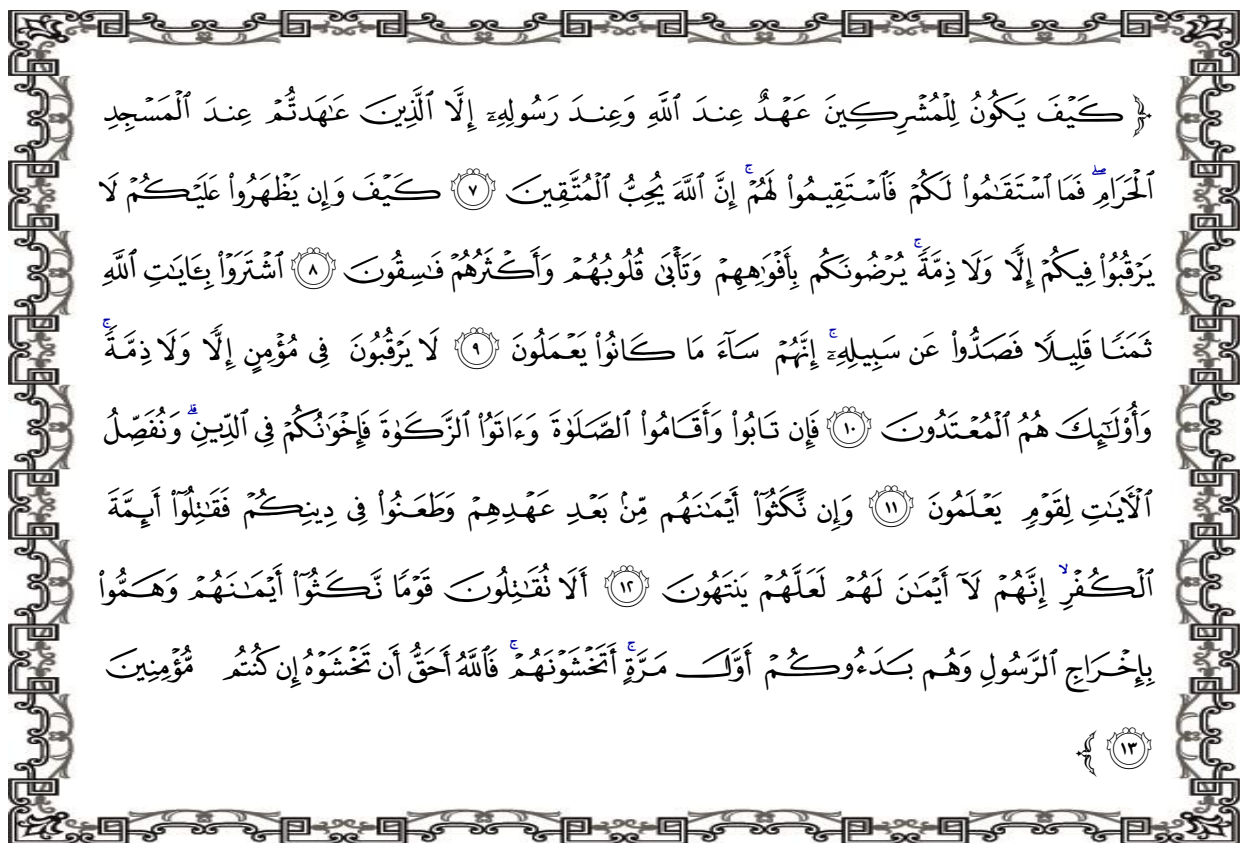 ﴿ كَيۡفَ يَكُونُ لِلۡمُشۡرِكِينَ عَهۡدٌ عِندَ ٱللَّهِ وَعِندَ رَسُولِهِۦٓ إِلَّا ٱلَّذِينَ عَٰهَدتُّمۡ عِندَ ٱلۡمَسۡجِدِ
ٱلۡحَرَامِۖ فَمَا ٱسۡتَقَٰمُواْ لَكُمۡ فَٱسۡتَقِيمُواْ لَهُمۡۚ إِنَّ ٱللَّهَ يُحِبُّ ٱلۡمُتَّقِينَ ٧ كَيۡفَ وَإِن يَظۡهَرُواْ عَلَيۡكُمۡ لَا
يَرۡقُبُواْ فِيكُمۡ إِلّٗا وَلَا ذِمَّةٗۚ يُرۡضُونَكُم بِأَفۡوَٰهِهِمۡ وَتَأۡبَىٰ قُلُوبُهُمۡ وَأَكۡثَرُهُمۡ فَٰسِقُونَ ٨ ٱشۡتَرَوۡاْ بِـَٔايَٰتِ ٱللَّهِ
ثَمَنٗا قَلِيلٗا فَصَدُّواْ عَن سَبِيلِهِۦٓۚ إِنَّهُمۡ سَآءَ مَا كَانُواْ يَعۡمَلُونَ ٩ لَا يَرۡقُبُونَ فِي مُؤۡمِنٍ إِلّٗا وَلَا ذِمَّةٗۚ
وَأُوْلَٰٓئِكَ هُمُ ٱلۡمُعۡتَدُونَ ١٠ فَإِن تَابُواْ وَأَقَامُواْ ٱلصَّلَوٰةَ وَءَاتَوُاْ ٱلزَّكَوٰةَ فَإِخۡوَٰنُكُمۡ فِي ٱلدِّينِۗ وَنُفَصِّلُ
ٱلۡأٓيَٰتِ لِقَوۡمٖ يَعۡلَمُونَ ١١ وَإِن نَّكَثُوٓاْ أَيۡمَٰنَهُم مِّنۢ بَعۡدِ عَهۡدِهِمۡ وَطَعَنُواْ فِي دِينِكُمۡ فَقَٰتِلُوٓاْ أَئِمَّةَ
ٱلۡكُفۡرِۙ إِنَّهُمۡ لَآ أَيۡمَٰنَ لَهُمۡ لَعَلَّهُمۡ يَنتَهُونَ ١٢ أَلَا تُقَٰتِلُونَ قَوۡمٗا نَّكَثُوٓاْ أَيۡمَٰنَهُمۡ وَهَمُّواْ
بِإِخۡرَاجِ ٱلرَّسُولِ وَهُم بَدَءُوكُمۡ أَوَّلَ مَرَّةٍۚ أَتَخۡشَوۡنَهُمۡۚ فَٱللَّهُ أَحَقُّ أَن تَخۡشَوۡهُ إِن كُنتُم مُّؤۡمِنِينَ
١٣ ﴾